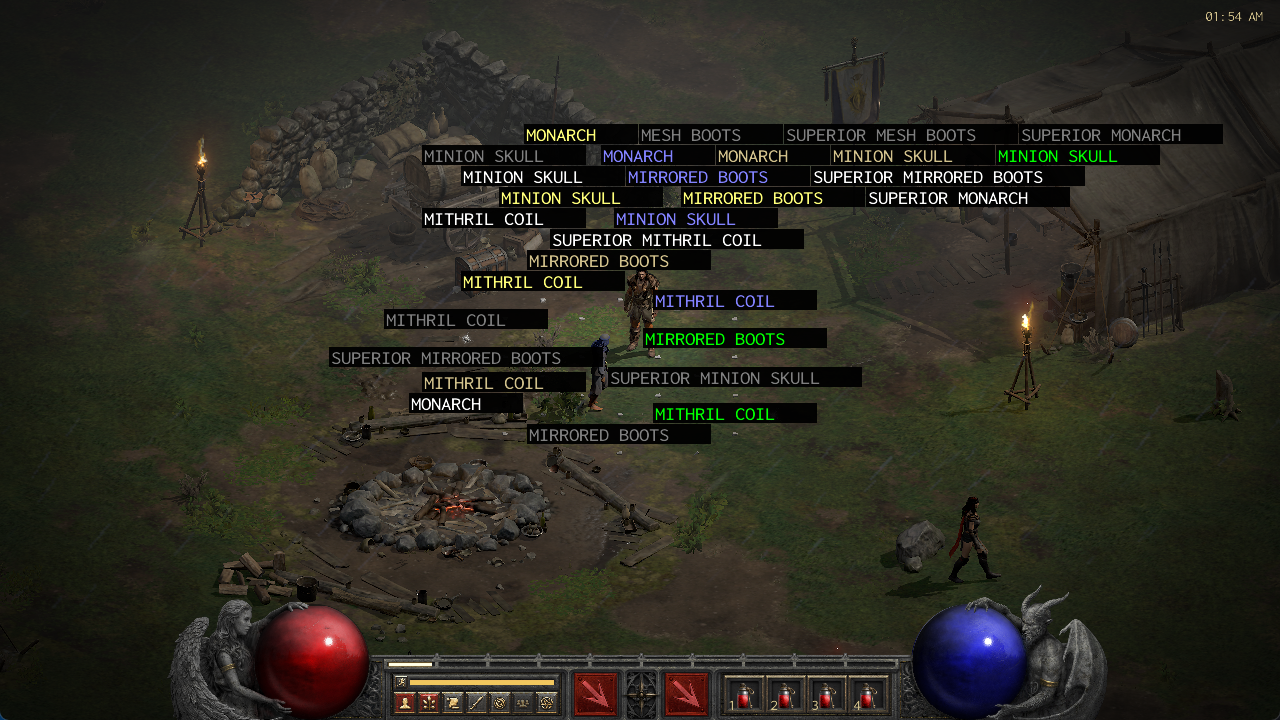 01:54 AM
MONARCH MESH BOOTS SUPERIOR MESH BOOTS SUPERIOR MONARCH
MINION SKULL MONARCH MONARCH MINION SKULL MINION SKULL
MINION SKULL MIRRORED BOOTS SUPERIOR MIRRORED BOOTS
MINION SKULL MIRRORED BOOTS SUPERIOR MONARCH
MITHRIL COIL MINION SKULL
SUPERIOR MITHRIL COIL
MIRRORED BOOTS
MITHRIL COIL
MITHRIL COIL
MITHRIL COIL
MIRRORED BOOTS
SUPERIOR MIRRORED BOOTS
SUPERIOR MINION SKULL
MITHRIL COIL
MONARCH
MITHRIL COIL
MIRRORED BOOTS
1 2 3 4